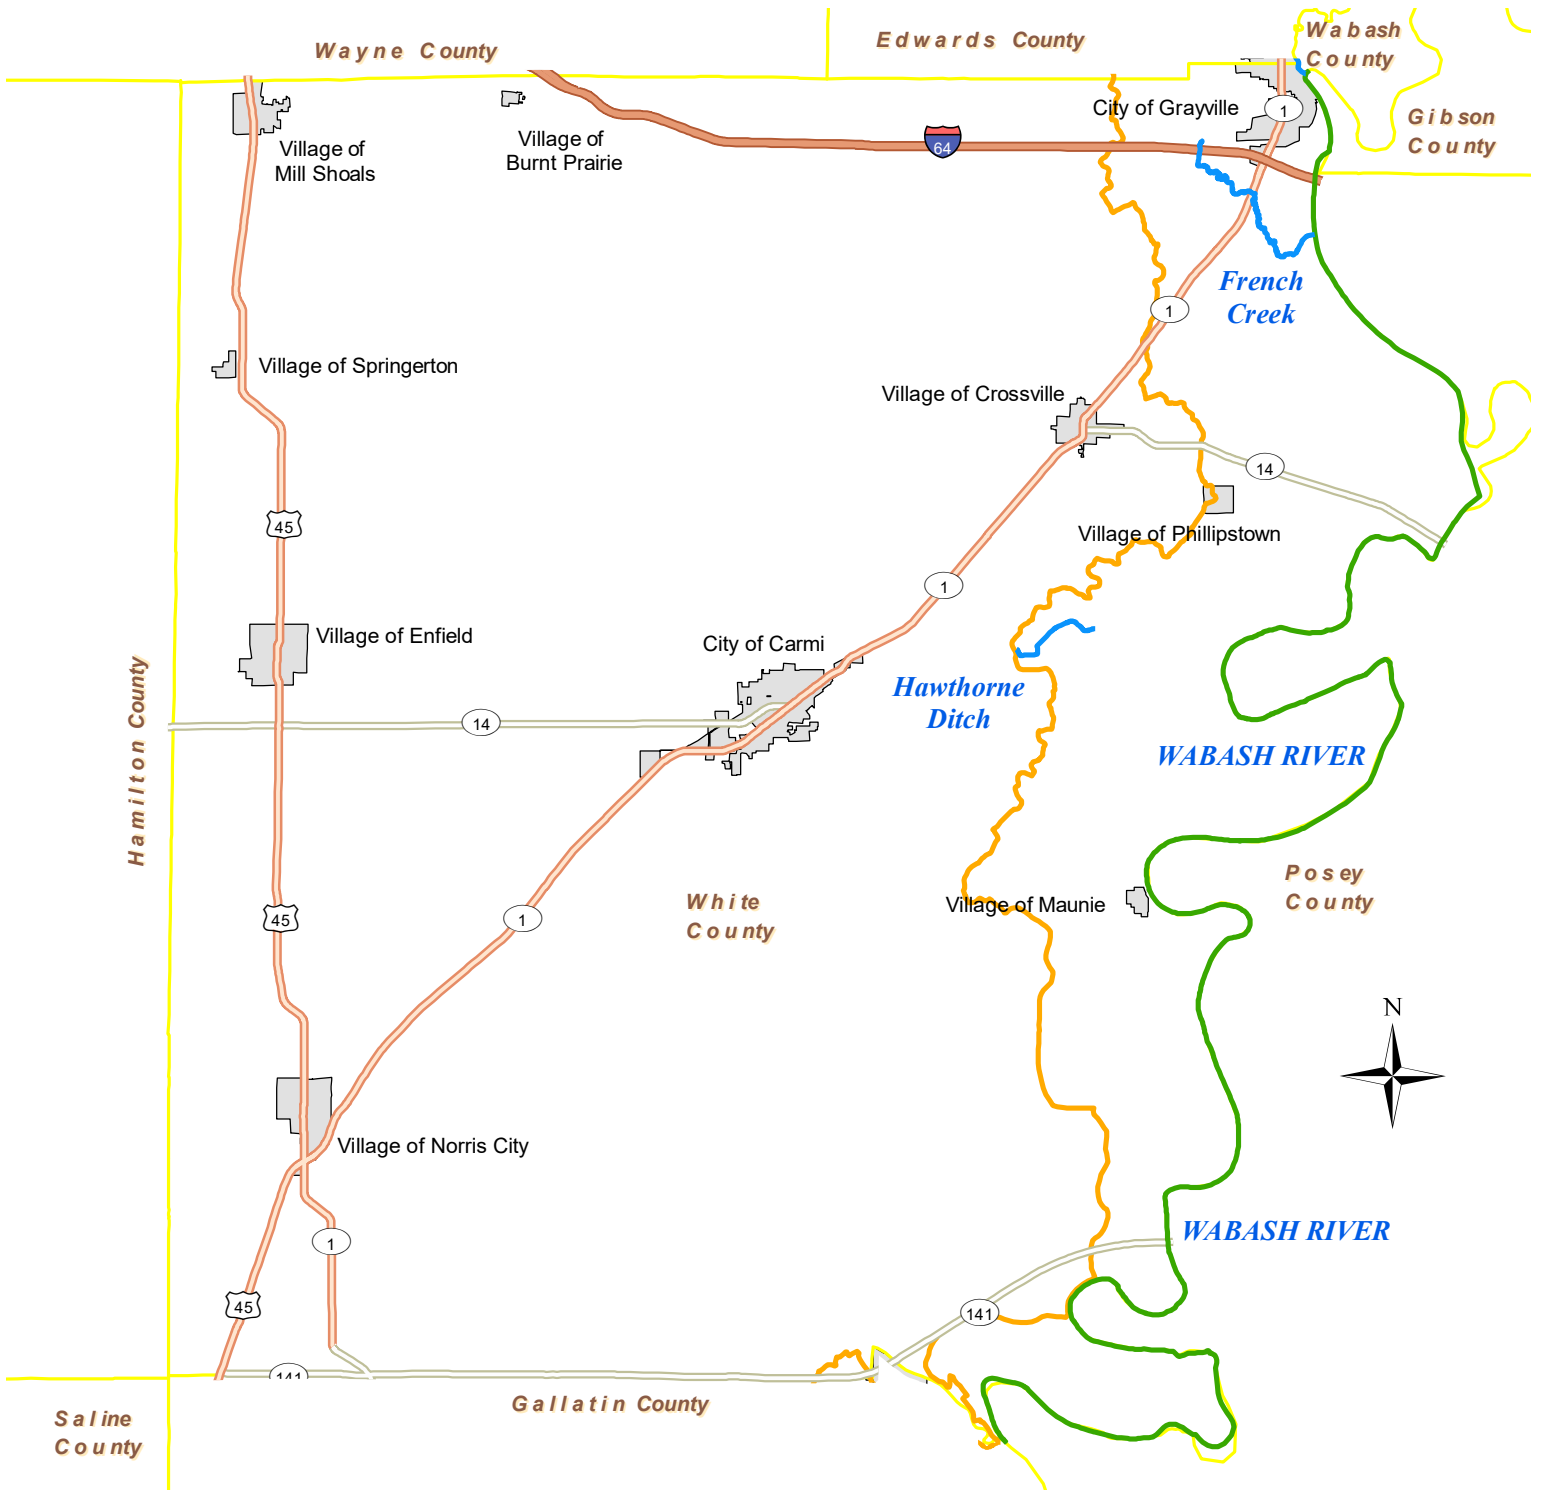 Wayne County
Edwards County
Wabash
County
City of Grayville
1
Gibson
County
Village of
Mill Shoals
Village of
Burnt Prairie
64
French
Creek
1
Village of Springerton
Village of Crossville
14
45
Village of Phillipstown
1
Village of Enfield
City of Carmi
Hawthorne
Ditch
Hamilton County
14
WABASH RIVER
Posey
County
White
County
Village of Maunie
45
1
N
Village of Norris City
WABASH RIVER
1
45
141
141
Gallatin County
Saline
County